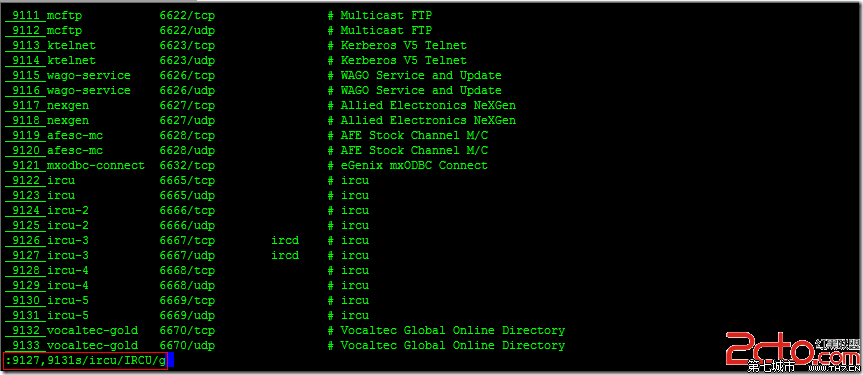 9111 mcftp 6622/tcp # Multicast FTP
9112 mcftp 6622/udp # Multicast FTP
9113 ktelnet 6623/tcp # Kerberos V5 Telnet
9114 ktelnet 6623/udp # Kerberos V5 Telnet
9115 wago-service 6626/tcp # WAGO Service and Update
9116 wago-service 6626/udp # WAGO Service and Update
9117 nexgen 6627/tcp # Allied Electronics NeXGen
9118 nexgen 6627/udp # Allied Electronics NeXGen
9119 afesc-mc 6628/tcp # AFE Stock Channel M/C
9120 afesc-mc 6628/udp # AFE Stock Channel M/C
9121 mxodbc-connect 6632/tcp # eGenix mxODBC Connect
9122 ircu 6665/tcp # ircu
9123 ircu 6665/udp # ircu
9124 ircu-2 6666/tcp # ircu
9125 ircu-2 6666/udp # ircu
9126 ircu-3 6667/tcp ircd # ircu
9127 ircu-3 6667/udp ircd # ircu
9128 ircu-4 6668/tcp # ircu
9129 ircu-4 6668/udp # ircu
9130 ircu-5 6669/tcp # ircu
9131 ircu-5 6669/udp # ircu
9132 vocaltec-gold 6670/tcp # Vocaltec Global Online Directory
9133 vocaltec-gold 6670/udp # Vocaltec Global Online Directory
:9127,9131s/ircu/IRCU/g
2cto.com 红黑联盟
第七城市